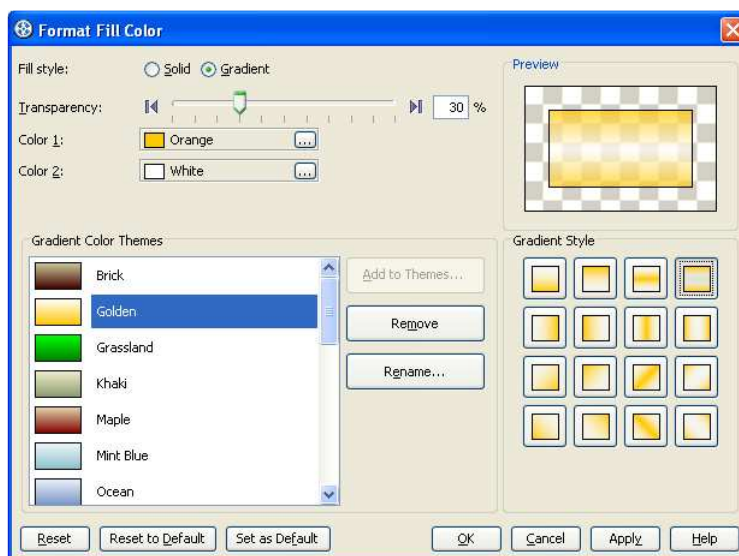 Format Fill Color
Fill style:
Solid
Gradient
Transparency:
30 %
Color 1:
Orange
...
Color 2:
White
...
Preview
Gradient Color Themes
Brick
Golden
Grassland
Khaki
Maple
Mint Blue
Ocean
Add to Themes...
Remove
Rename...
Gradient Style
Reset
Reset to Default
Set as Default
OK
Cancel
Apply
Help